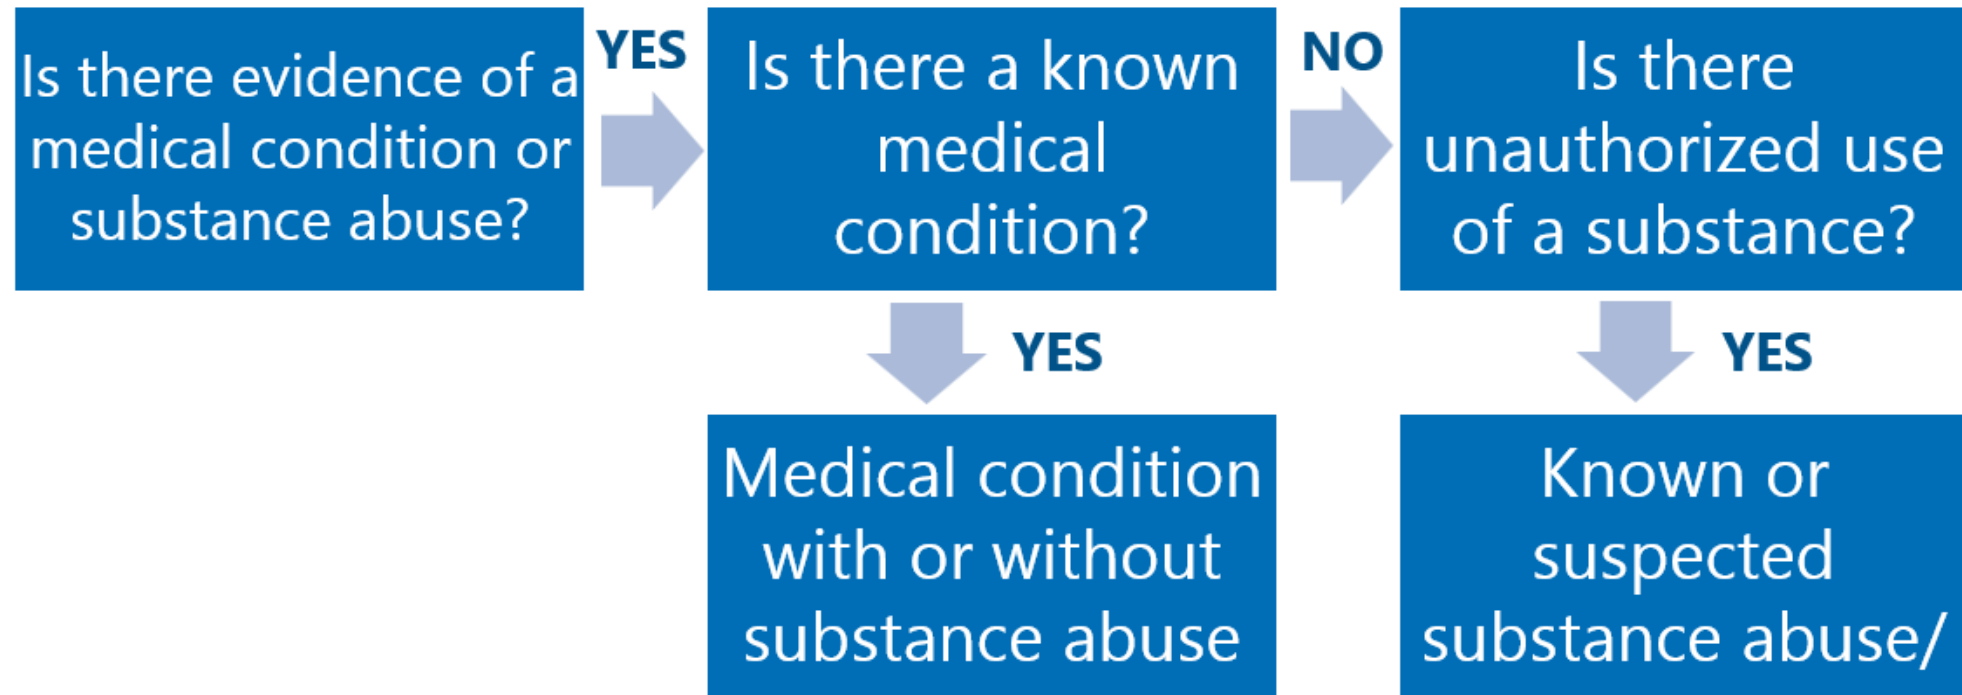 Is there evidence of a
medical condition or
substance abuse?
YES
Is there a known
medical
condition?
NO
Is there
unauthorized use
of a substance?
YES
Medical condition
with or without
substance abuse
YES
Known or
suspected
substance abuse/